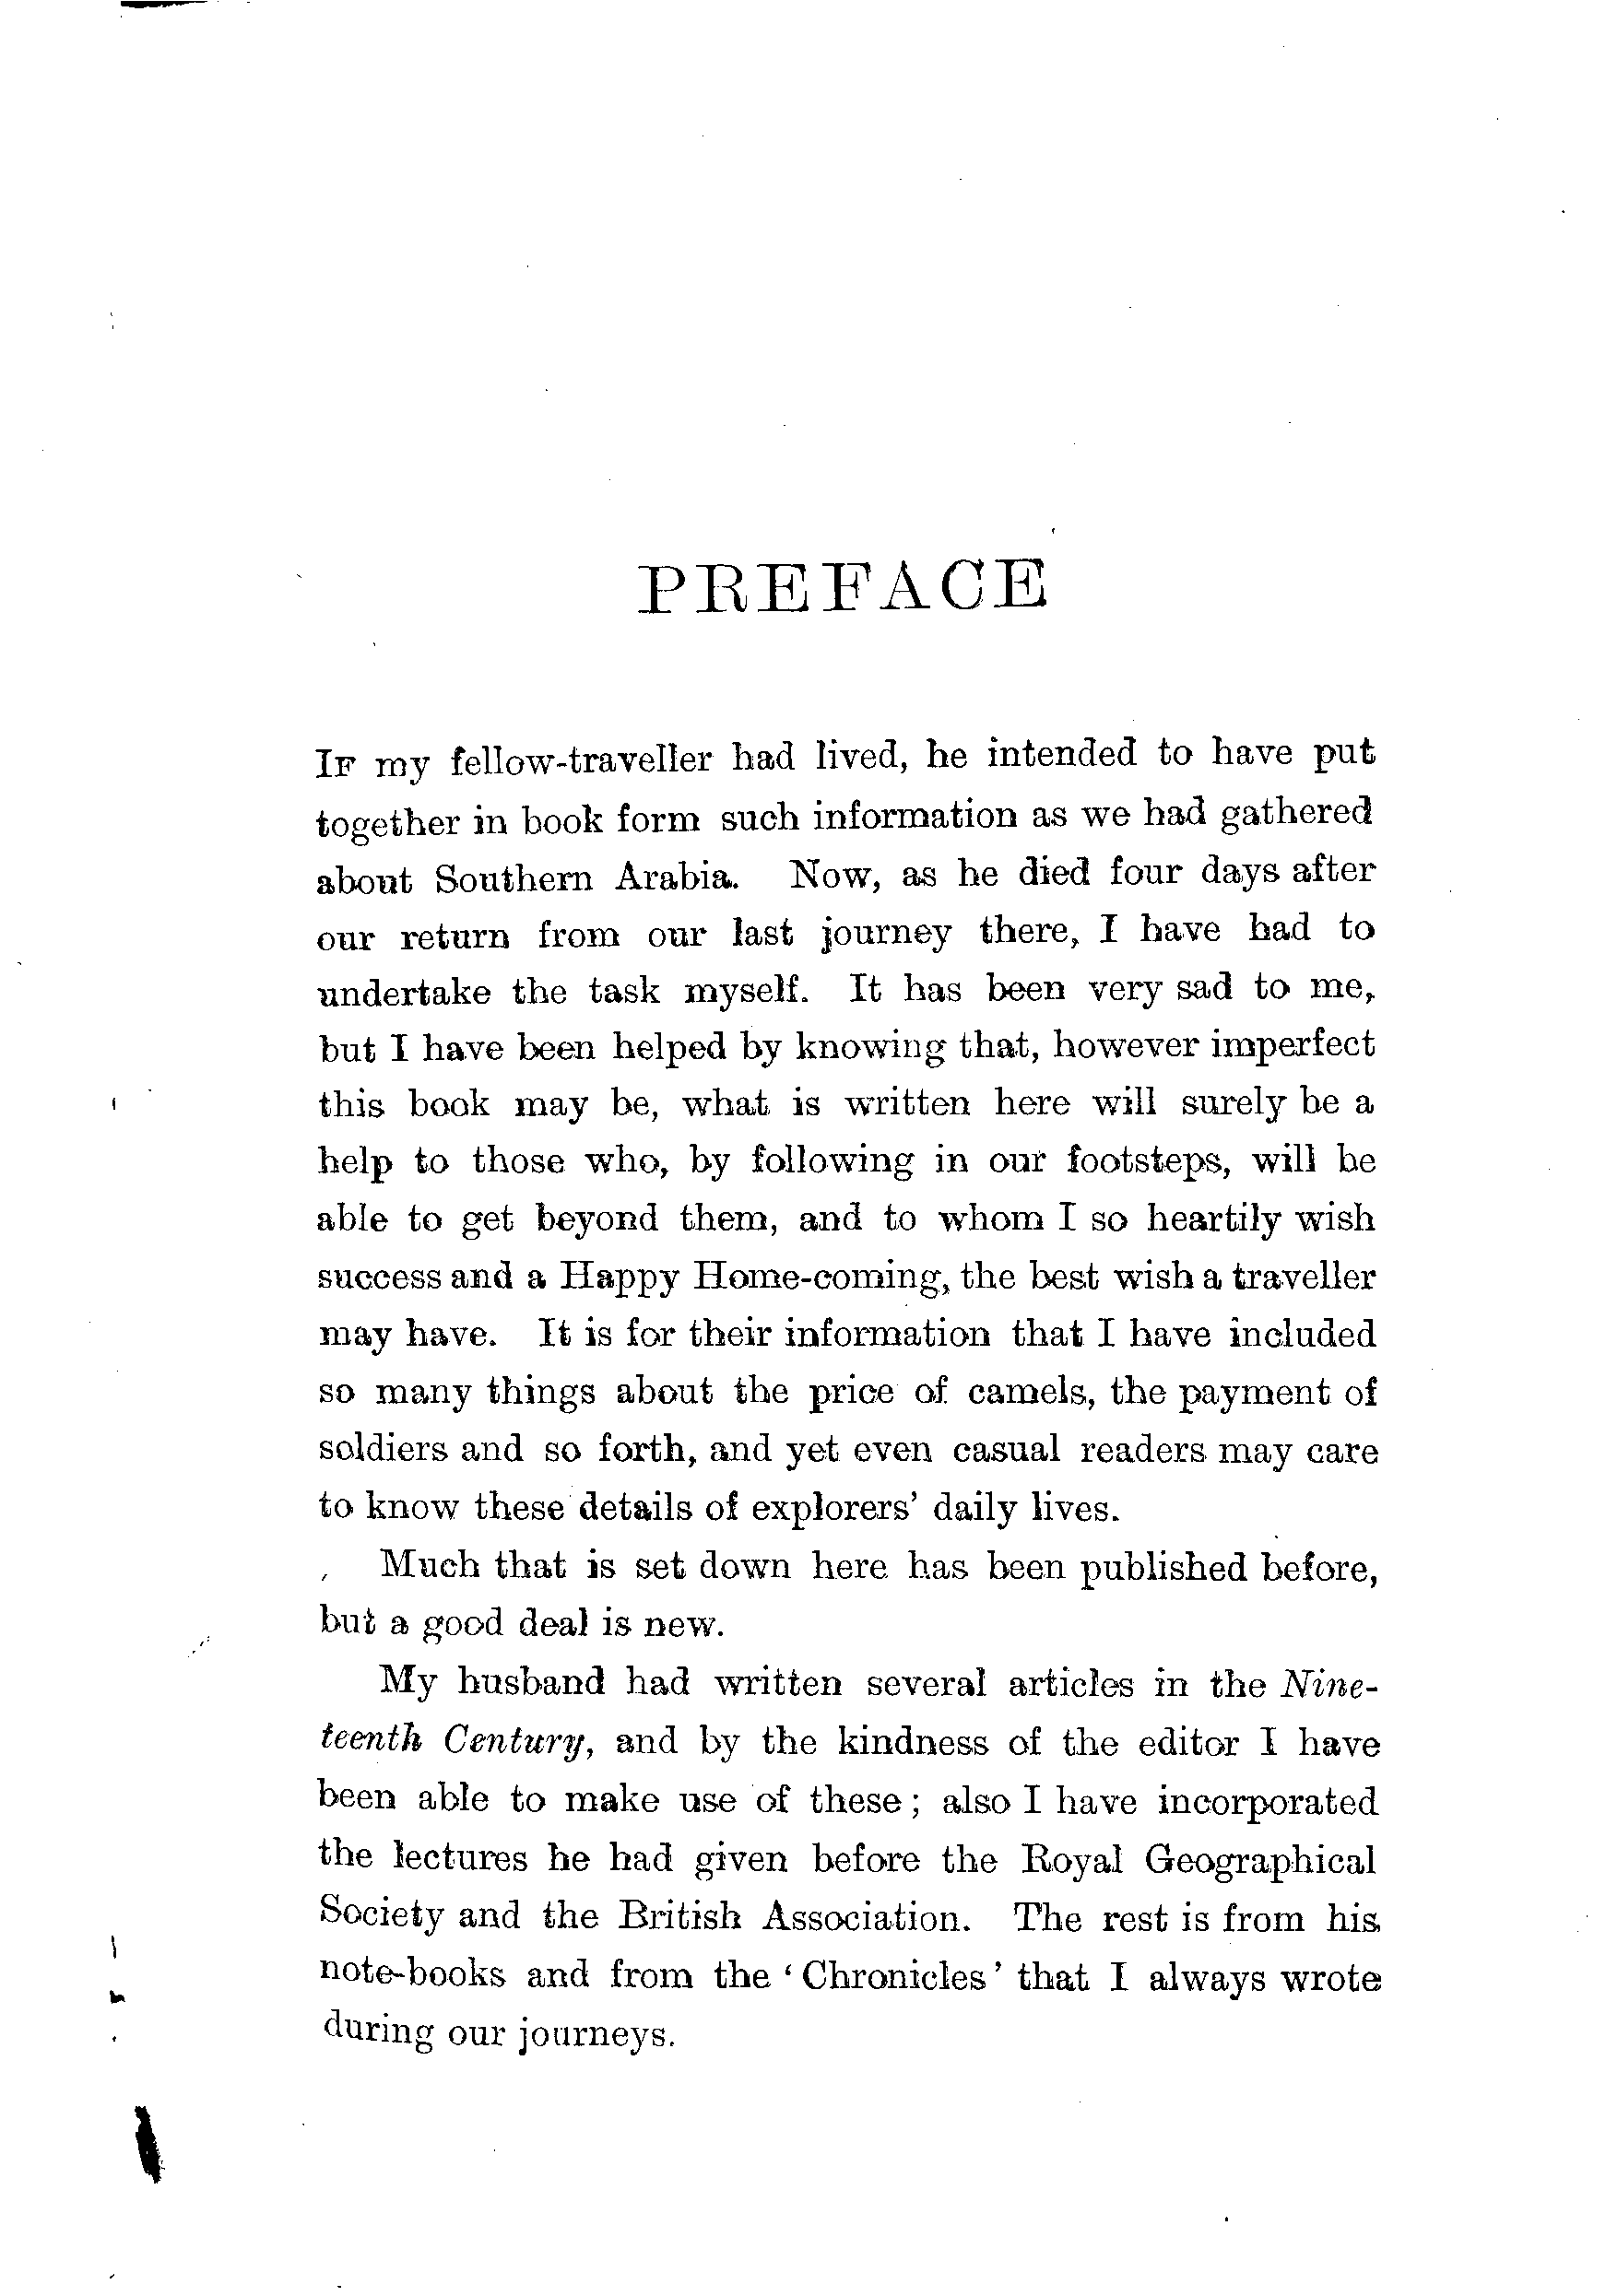 PREFACE
IF my fellow-traveller had lived, he intended to have put
together in book form such information as we had gathered
about Southern Arabia. Now, as he died four days after
our return from our last journey there, I have had to
undertake the task myself. It has been very sad to me,
but I have been helped by knowing that, however imperfect
this book may be, what is written here will surely be a
help to those who, by following in our footsteps, will be
able to get beyond them, and to whom I so heartily wish
success and a Happy Home-coming, the best wish a traveller
may have. It is for their information that I have included
so many things about the price of camels, the payment of
soldiers and so forth, and yet even casual readers may care
to know these details of explorers' daily lives.
Much that is set down here has been published before,
but a good deal is new.
My husband had written several articles in the Nine-
teenth Century, and by the kindness of the editor I have
been able to make use of these; also I have incorporated
the lectures he had given before the Royal Geographical
Society and the British Association. The rest is from his
note-books and from the 'Chronicles' that I always wrote
during our journeys.